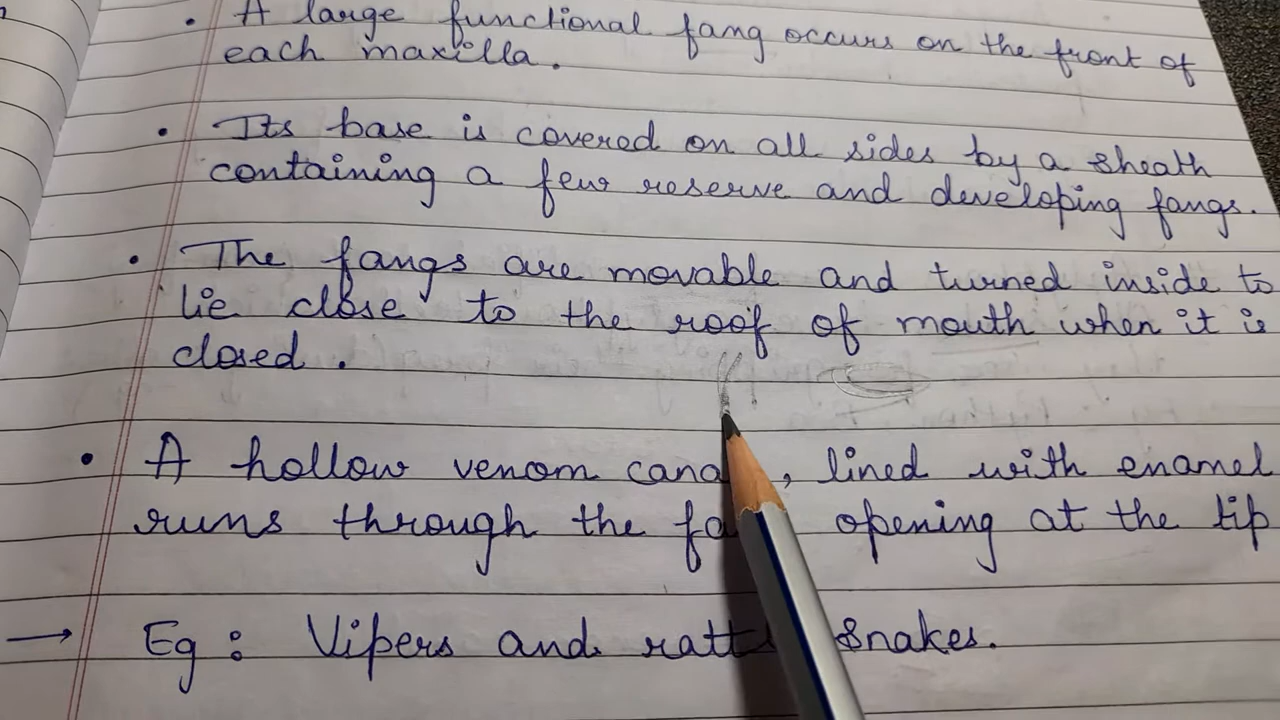 • A large functional fang occurs on the front of
each maxilla.
• Its base is covered on all sides by a sheath
containing a few reserve and developing fangs.
• The fangs are movable and turned inside to
lie close to the roof of mouth when it is
closed.
• A hollow venom cana , lined with enamel
runs through the fa opening at the tip
→ Eg: Vipers and ratt snakes.